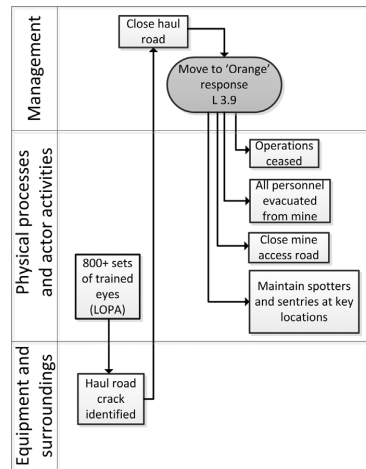 Management
Close haul
road
Move to ‘Orange’
response
L 3.9
Physical processes
and actor activities
Operations
ceased
All personnel
evacuated
from mine
Close mine
access road
800+ sets
of trained
eyes
(LOPA)
Maintain spotters
and sentries at key
locations
Equipment and
surroundings
Haul road
crack
identified